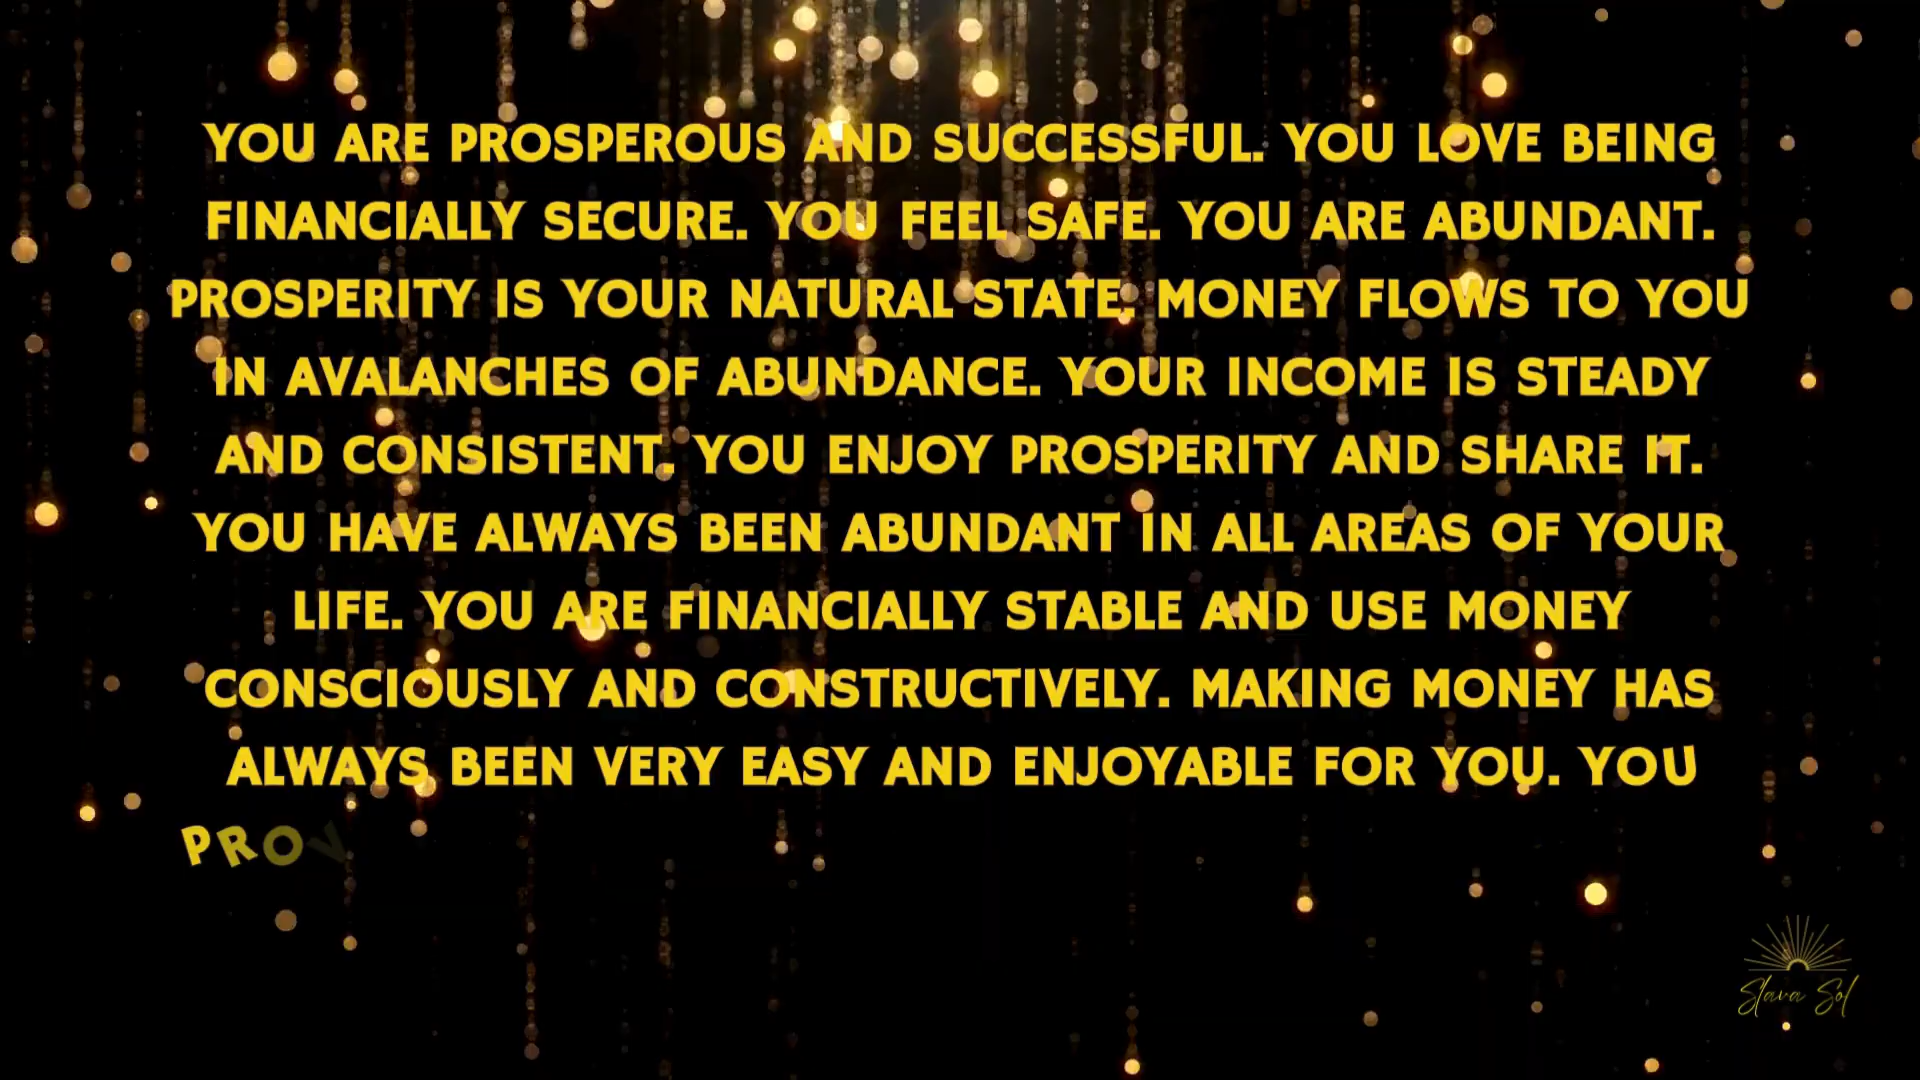 YOU ARE PROSPEROUS AND SUCCESSFUL. YOU LOVE BEING
FINANCIALLY SECURE. YOU FEEL SAFE. YOU ARE ABUNDANT.
PROSPERITY IS YOUR NATURAL STATE. MONEY FLOWS TO YOU
IN AVALANCHES OF ABUNDANCE. YOUR INCOME IS STEADY
AND CONSISTENT. YOU ENJOY PROSPERITY AND SHARE IT.
YOU HAVE ALWAYS BEEN ABUNDANT IN ALL AREAS OF YOUR
LIFE. YOU ARE FINANCIALLY STABLE AND USE MONEY
CONSCIOUSLY AND CONSTRUCTIVELY. MAKING MONEY HAS
ALWAYS BEEN VERY EASY AND ENJOYABLE FOR YOU. YOU
PROV
Slava Sol